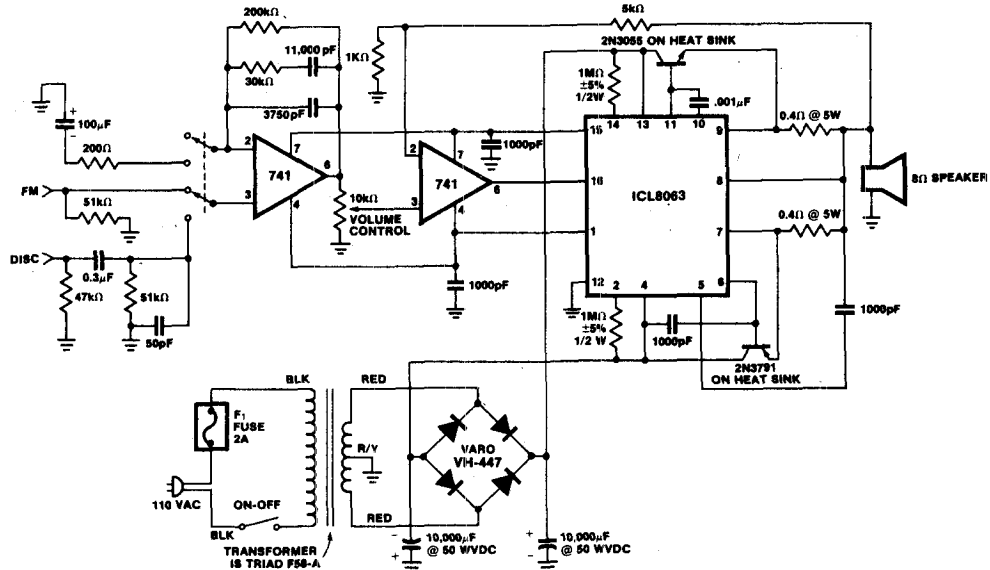 200kΩ
11,000 pF
30kΩ
3750pF
5kΩ
1KΩ
2N3055 ON HEAT SINK
1MΩ
±5%
1/2W
.001μF
0.4Ω @ 5W
+
100μF
-
200Ω
FM
51kΩ
DISC
0.3μF
47kΩ
51kΩ
50pF
2
7
741
6
3
4
10kΩ
VOLUME
CONTROL
2
7
741
6
3
4
1000pF
1000pF
14
13
11
10
15
9
16
ICL8063
8
1
7
12
2
4
5
6
8Ω SPEAKER
0.4Ω @ 5W
1000pF
1MΩ
±5%
1/2 W
1000pF
2N3791
ON HEAT SINK
BLK
RED
F1
FUSE
2A
R/Y
VARO
VH-447
110 VAC
ON-OFF
BLK
RED
TRANSFORMER
IS TRIAD F56-A
-
10,000μF
@ 50 WVDC
+
+
10,000μF
@ 50 WVDC
-